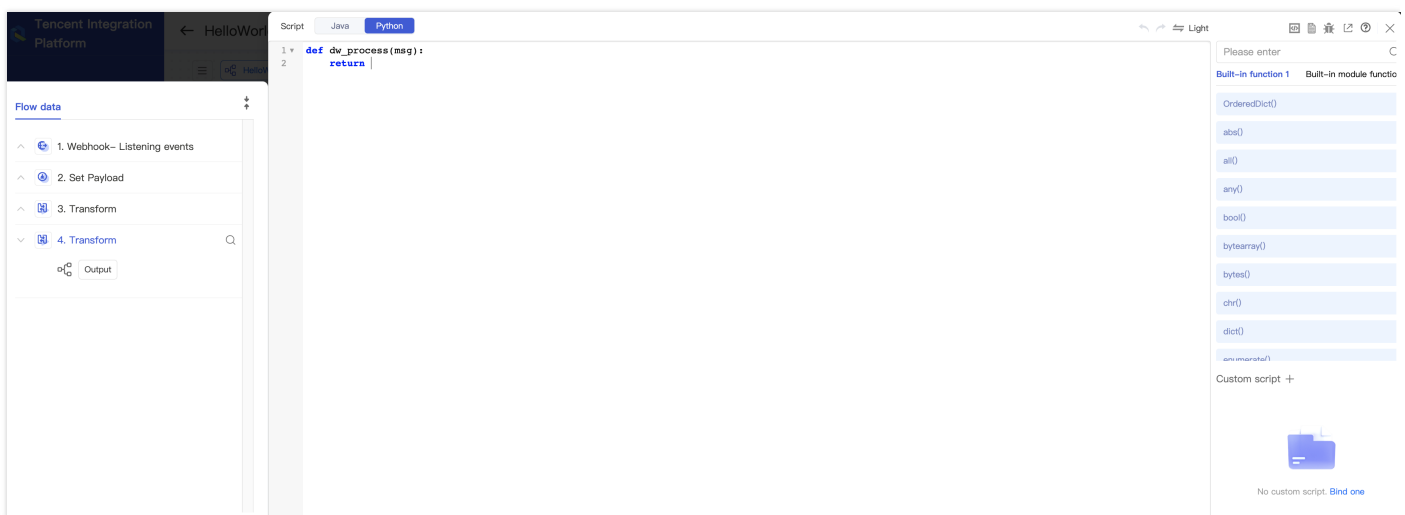 Tencent Integration
Platform
HelloWorl
HelloW
Flow data
1. Webhook– Listening events
2. Set Payload
3. Transform
4. Transform
Output
Script
Java
Python
Light
1
def dw_process(msg):
2
return
Please enter
Built-in function 1
Built-in module functio
OrderedDict()
abs()
all()
any()
bool()
bytearray()
bytes()
chr()
dict()
enumerate()
Custom script +
No custom script. Bind one